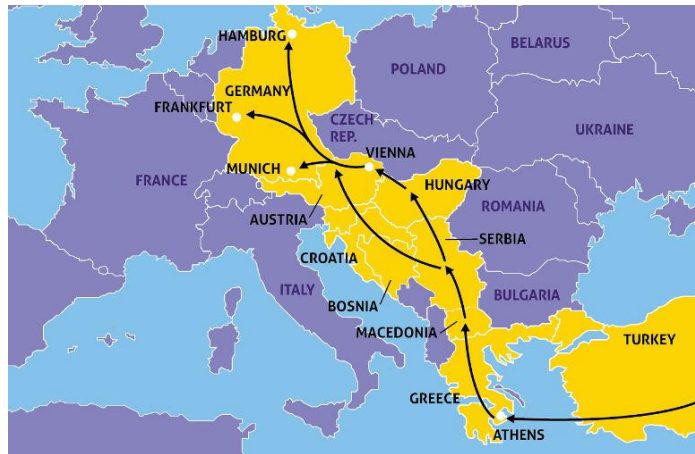 HAMBURG
BELARUS
POLAND
GERMANY
FRANKFURT
CZECH
REP.
UKRAINE
VIENNA
MUNICH
FRANCE
HUNGARY
ROMANIA
AUSTRIA
SERBIA
CROATIA
ITALY
BULGARIA
BOSNIA
MACEDONIA
TURKEY
GREECE
ATHENS